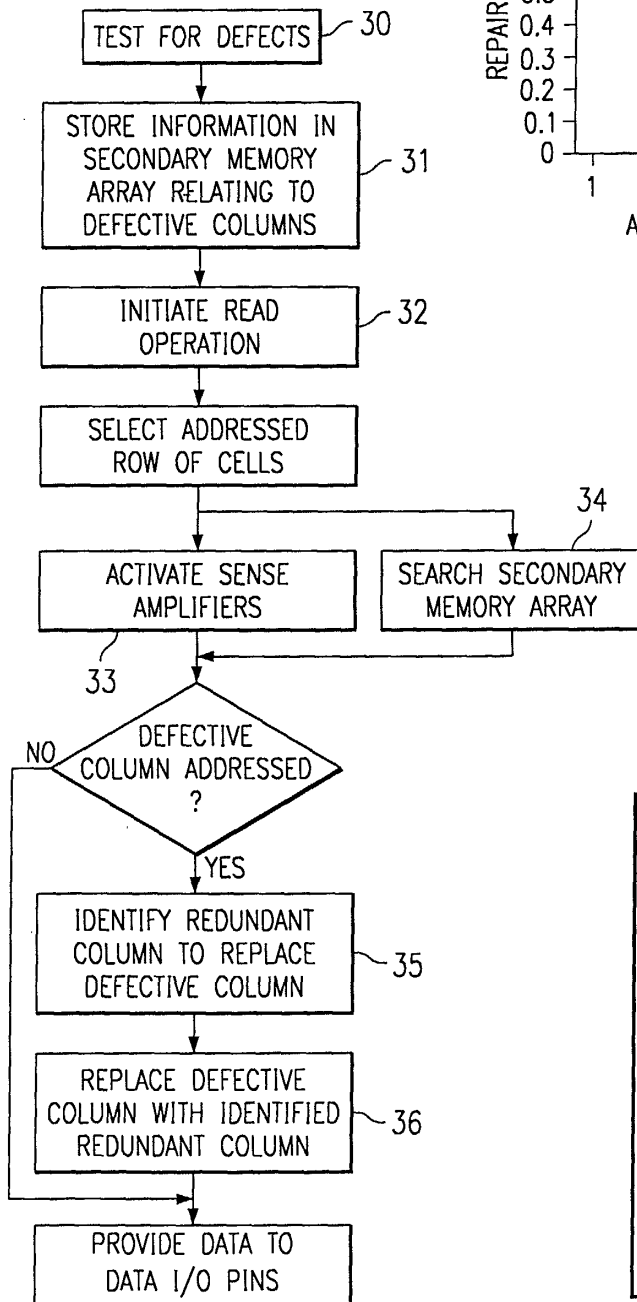 TEST FOR DEFECTS
30
STORE INFORMATION IN
SECONDARY MEMORY
ARRAY RELATING TO
DEFECTIVE COLUMNS
31
INITIATE READ
OPERATION
32
SELECT ADDRESSED
ROW OF CELLS
ACTIVATE SENSE
AMPLIFIERS
33
SEARCH SECONDARY
MEMORY ARRAY
34
DEFECTIVE
COLUMN ADDRESSED
?
NO
YES
IDENTIFY REDUNDANT
COLUMN TO REPLACE
DEFECTIVE COLUMN
35
REPLACE DEFECTIVE
COLUMN WITH IDENTIFIED
REDUNDANT COLUMN
36
PROVIDE DATA TO
DATA I/O PINS
REPAIR
0.4
0.3
0.2
0.1
0
1
A